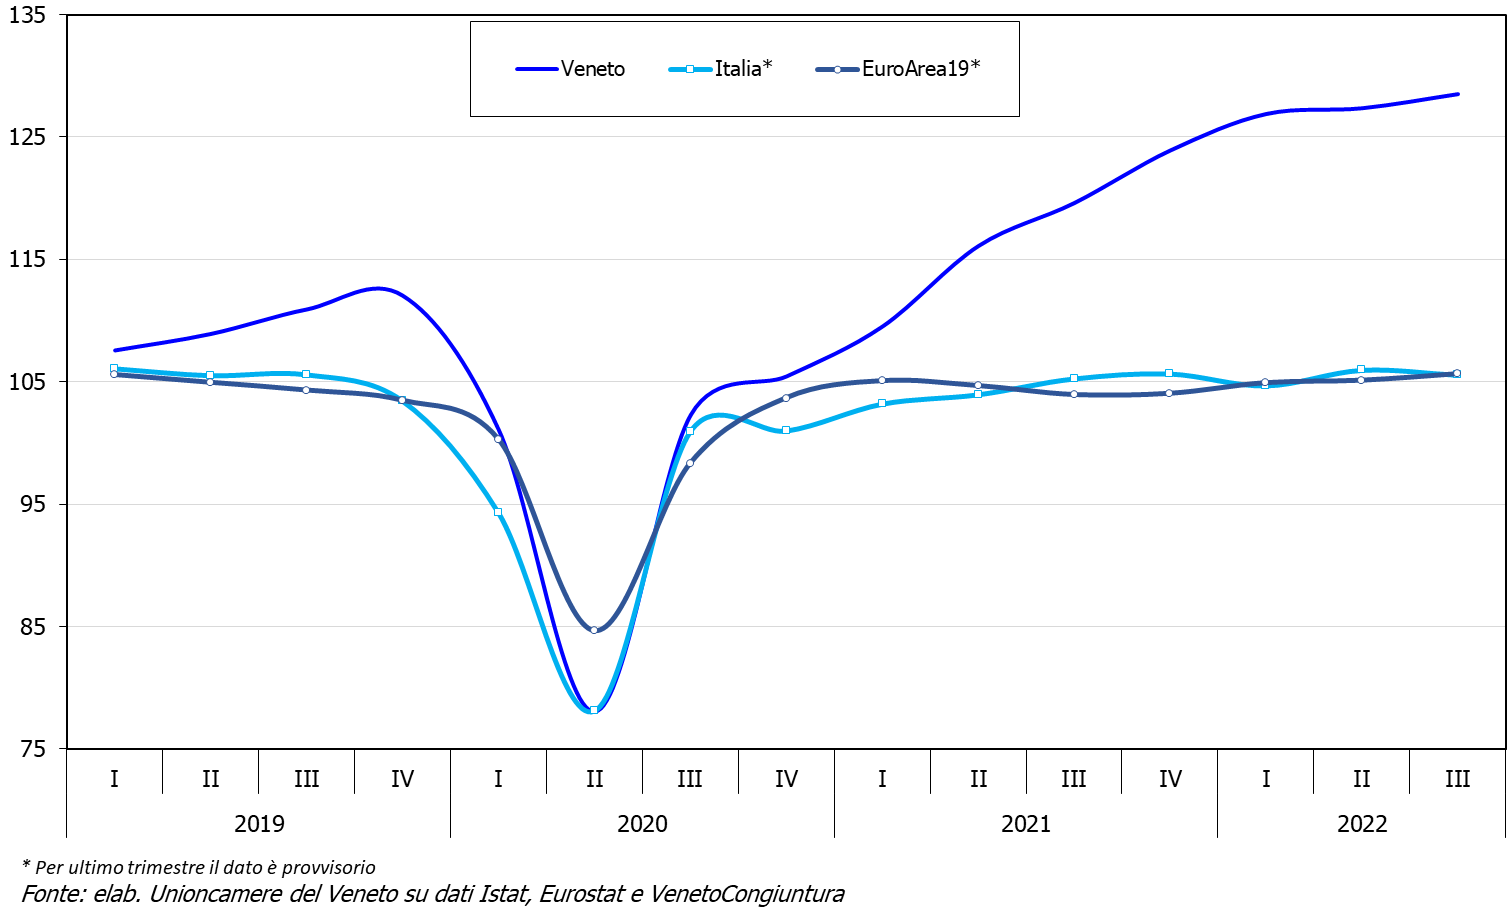 135
Veneto Italia* EuroArea19*
125
115
105
95
85
75
I II III IV I II III IV I II III IV I II III
2019 2020 2021 2022
* Per ultimo trimestre il dato è provvisorio
Fonte: elab. Unioncamere del Veneto su dati Istat, Eurostat e VenetoCongiuntura